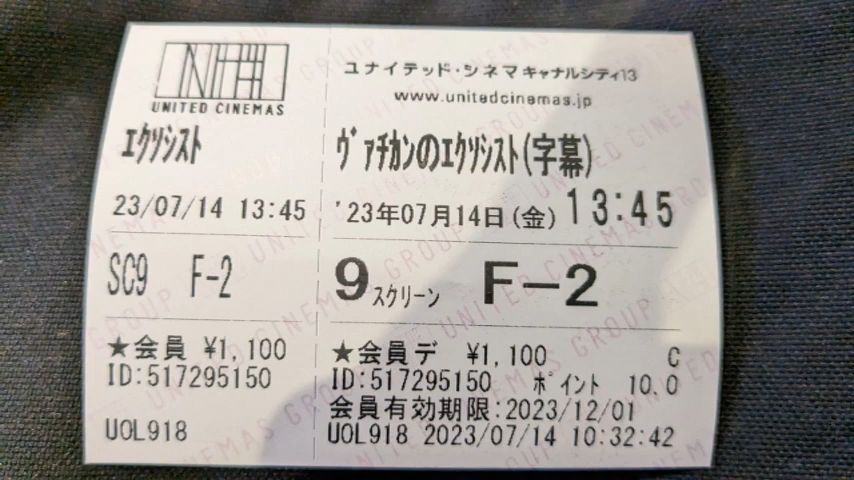 UNITED CINEMAS
エクソシスト
23/07/14 13:45
SC9 F-2
★会員 ¥1,100
ID:517295150
UOL918
ユナイテッド・シネマキャナルシティ13
www.unitedcinemas.jp
ヴァチカンのエクソシスト(字幕)
'23年07月14日(金) 13:45
9スクリーン F-2
★会員デ ¥1,100 C
ID:517295150 ポイント 10.0
会員有効期限:2023/12/01
UOL918 2023/07/14 10:32:42